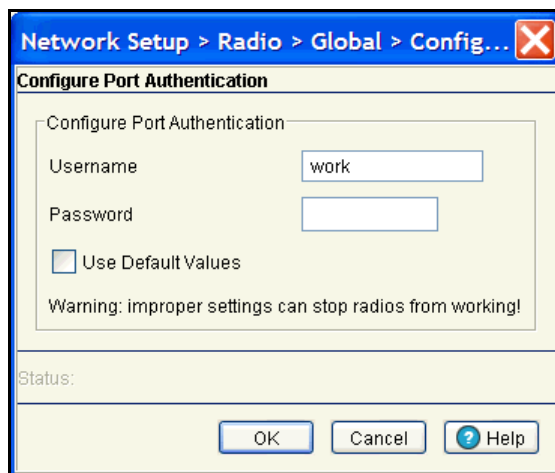 Network Setup > Radio > Global > Config...
Configure Port Authentication
Configure Port Authentication
Username work
Password
Use Default Values
Warning: improper settings can stop radios from working!
Status:
OK Cancel ? Help